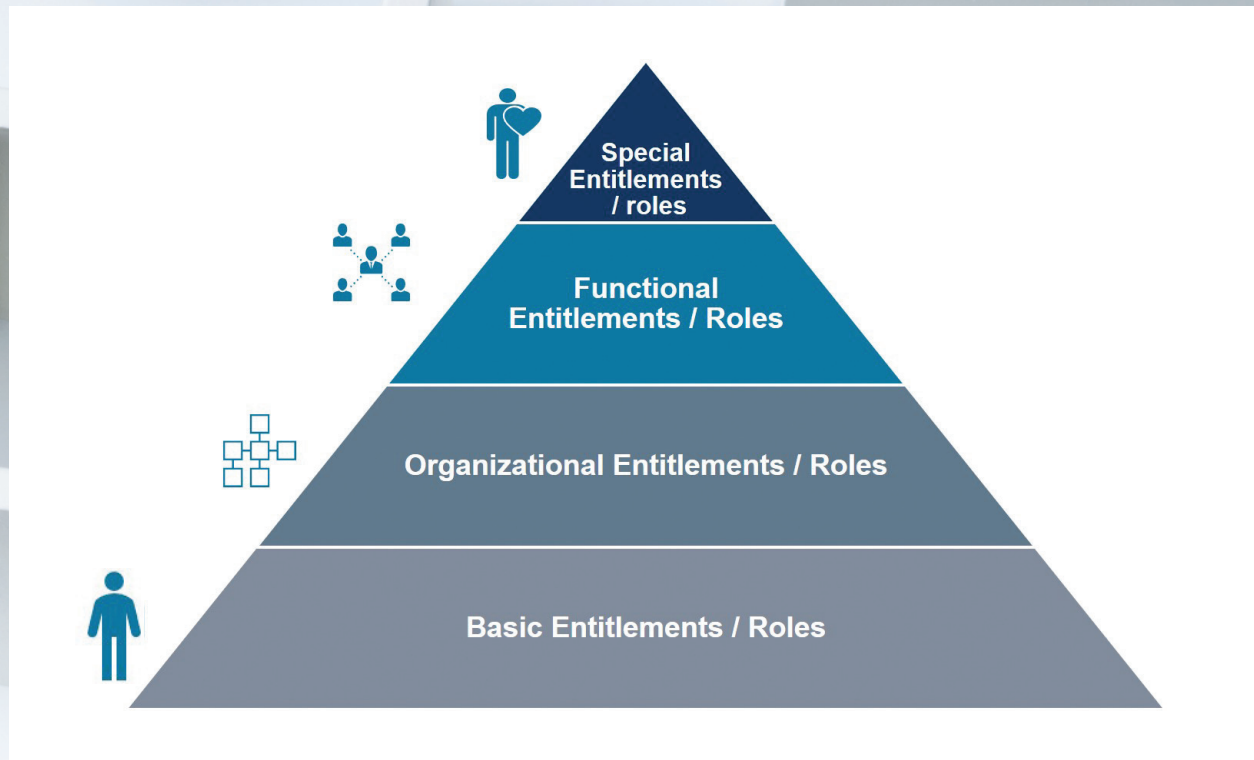 Special
Entitlements
/ roles
Functional
Entitlements / Roles
Organizational Entitlements / Roles
Basic Entitlements / Roles